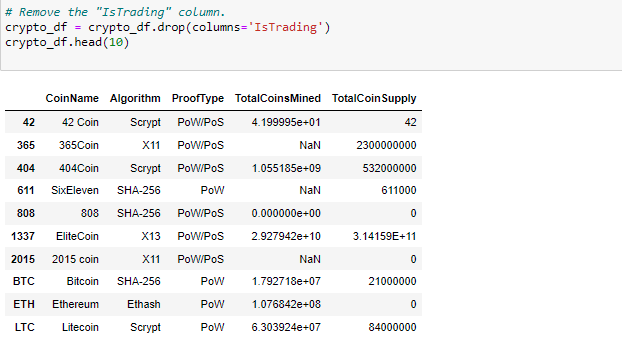 # Remove the "IsTrading" column.
crypto_df = crypto_df.drop(columns='IsTrading')
crypto_df.head(10)
CoinName Algorithm ProofType TotalCoinsMined TotalCoinSupply
42 42 Coin Scrypt PoW/PoS 4.199995e+01 42
365 365Coin X11 PoW/PoS NaN 2300000000
404 404Coin Scrypt PoW/PoS 1.055185e+09 532000000
611 SixEleven SHA-256 PoW NaN 611000
808 808 SHA-256 PoW/PoS 0.000000e+00 0
1337 EliteCoin X13 PoW/PoS 2.927942e+10 3.14159E+11
2015 2015 coin X11 PoW/PoS NaN 0
BTC Bitcoin SHA-256 PoW 1.792718e+07 21000000
ETH Ethereum Ethash PoW 1.076842e+08 0
LTC Litecoin Scrypt PoW 6.303924e+07 84000000